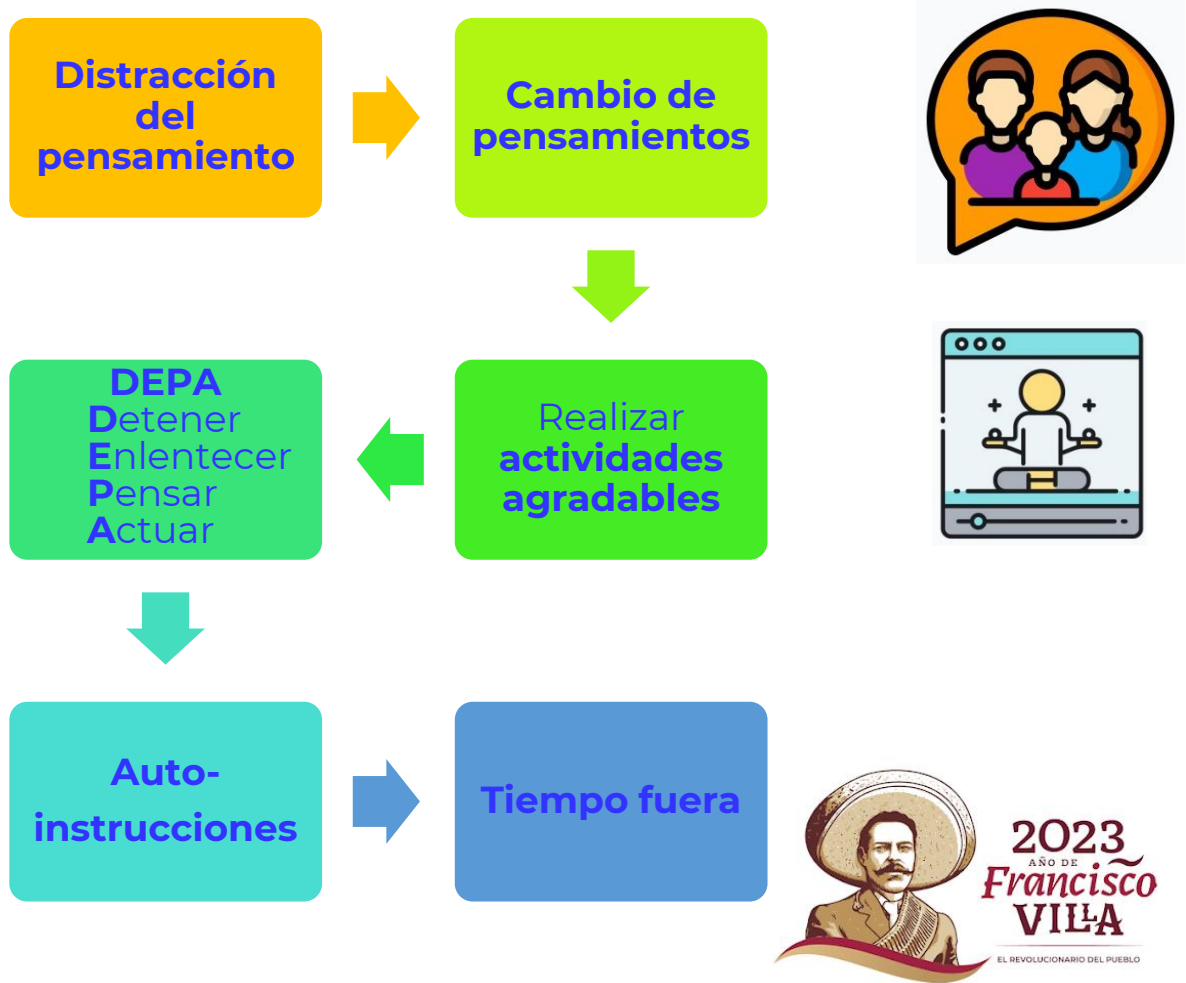 Distracción
del
pensamiento
Cambio de
pensamientos
Realizar
actividades
agradables
DEPA
Detener
Enlentecer
Pensar
Actuar
Auto-
instrucciones
Tiempo fuera
2023
AÑO DE
Francisco
VILLA
EL REVOLUCIONARIO DEL PUEBLO